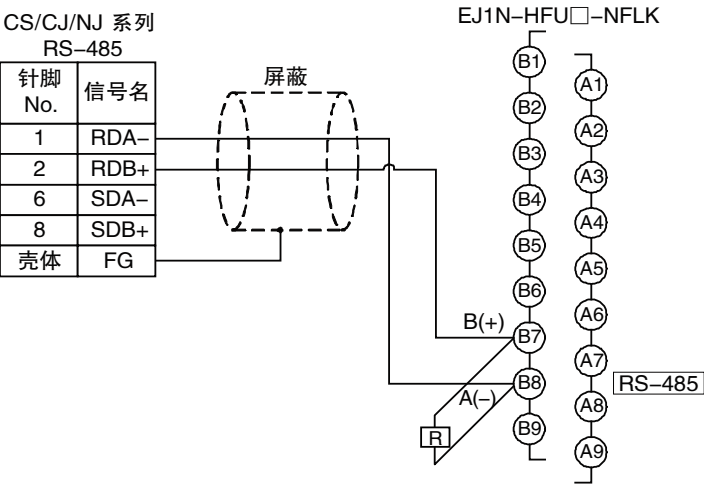 CS/CJ/NJ 系列
RS-485
针脚 No. 信号名
1 RDA-
2 RDB+
6 SDA-
8 SDB+
壳体 FG
屏蔽
EJ1N-HFU□-NFLK
B1
B2
B3
B4
B5
B6
B7
B8
B9
A1
A2
A3
A4
A5
A6
A7
A8
A9
B(+)
A(-)
R
RS-485